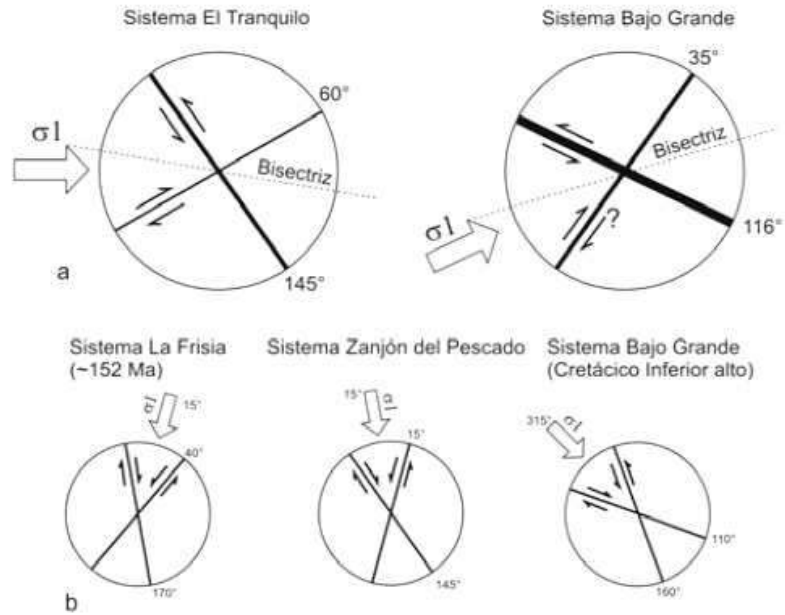 Sistema El Tranquilo
60°
σ1
Bisectriz
145°
Sistema Bajo Grande
35°
Bisectriz
σ1
?
116°
a
Sistema La Frisia
(~152 Ma)
σ1
15°
40°
170°
Sistema Zanjón del Pescado
15°
σ1
15°
145°
Sistema Bajo Grande
(Cretácico Inferior alto)
315°
σ1
110°
160°
b